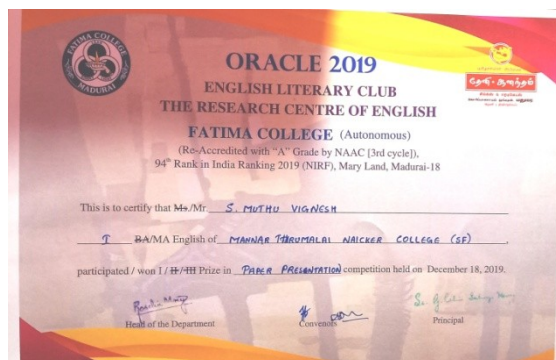 FATIMA COLLEGE
MADURAI
ORACLE 2019
ENGLISH LITERARY CLUB
THE RESEARCH CENTRE OF ENGLISH
FATIMA COLLEGE (Autonomous)
(Re-Accredited with “A” Grade by NAAC [3rd cycle]),
94th Rank in India Ranking 2019 (NIRF), Mary Land, Madurai-18
தேனி - ஆனந்தம்
This is to certify that Ms./Mr. S. MUTHU VIGNESH
I BA/MA English of MANNAR THIRUMALAI NAICKER COLLEGE (SF) ,
participated / won I / II / III Prize in PAPER PRESENTATION competition held on December 18, 2019.
Head of the Department
Convenors
Principal